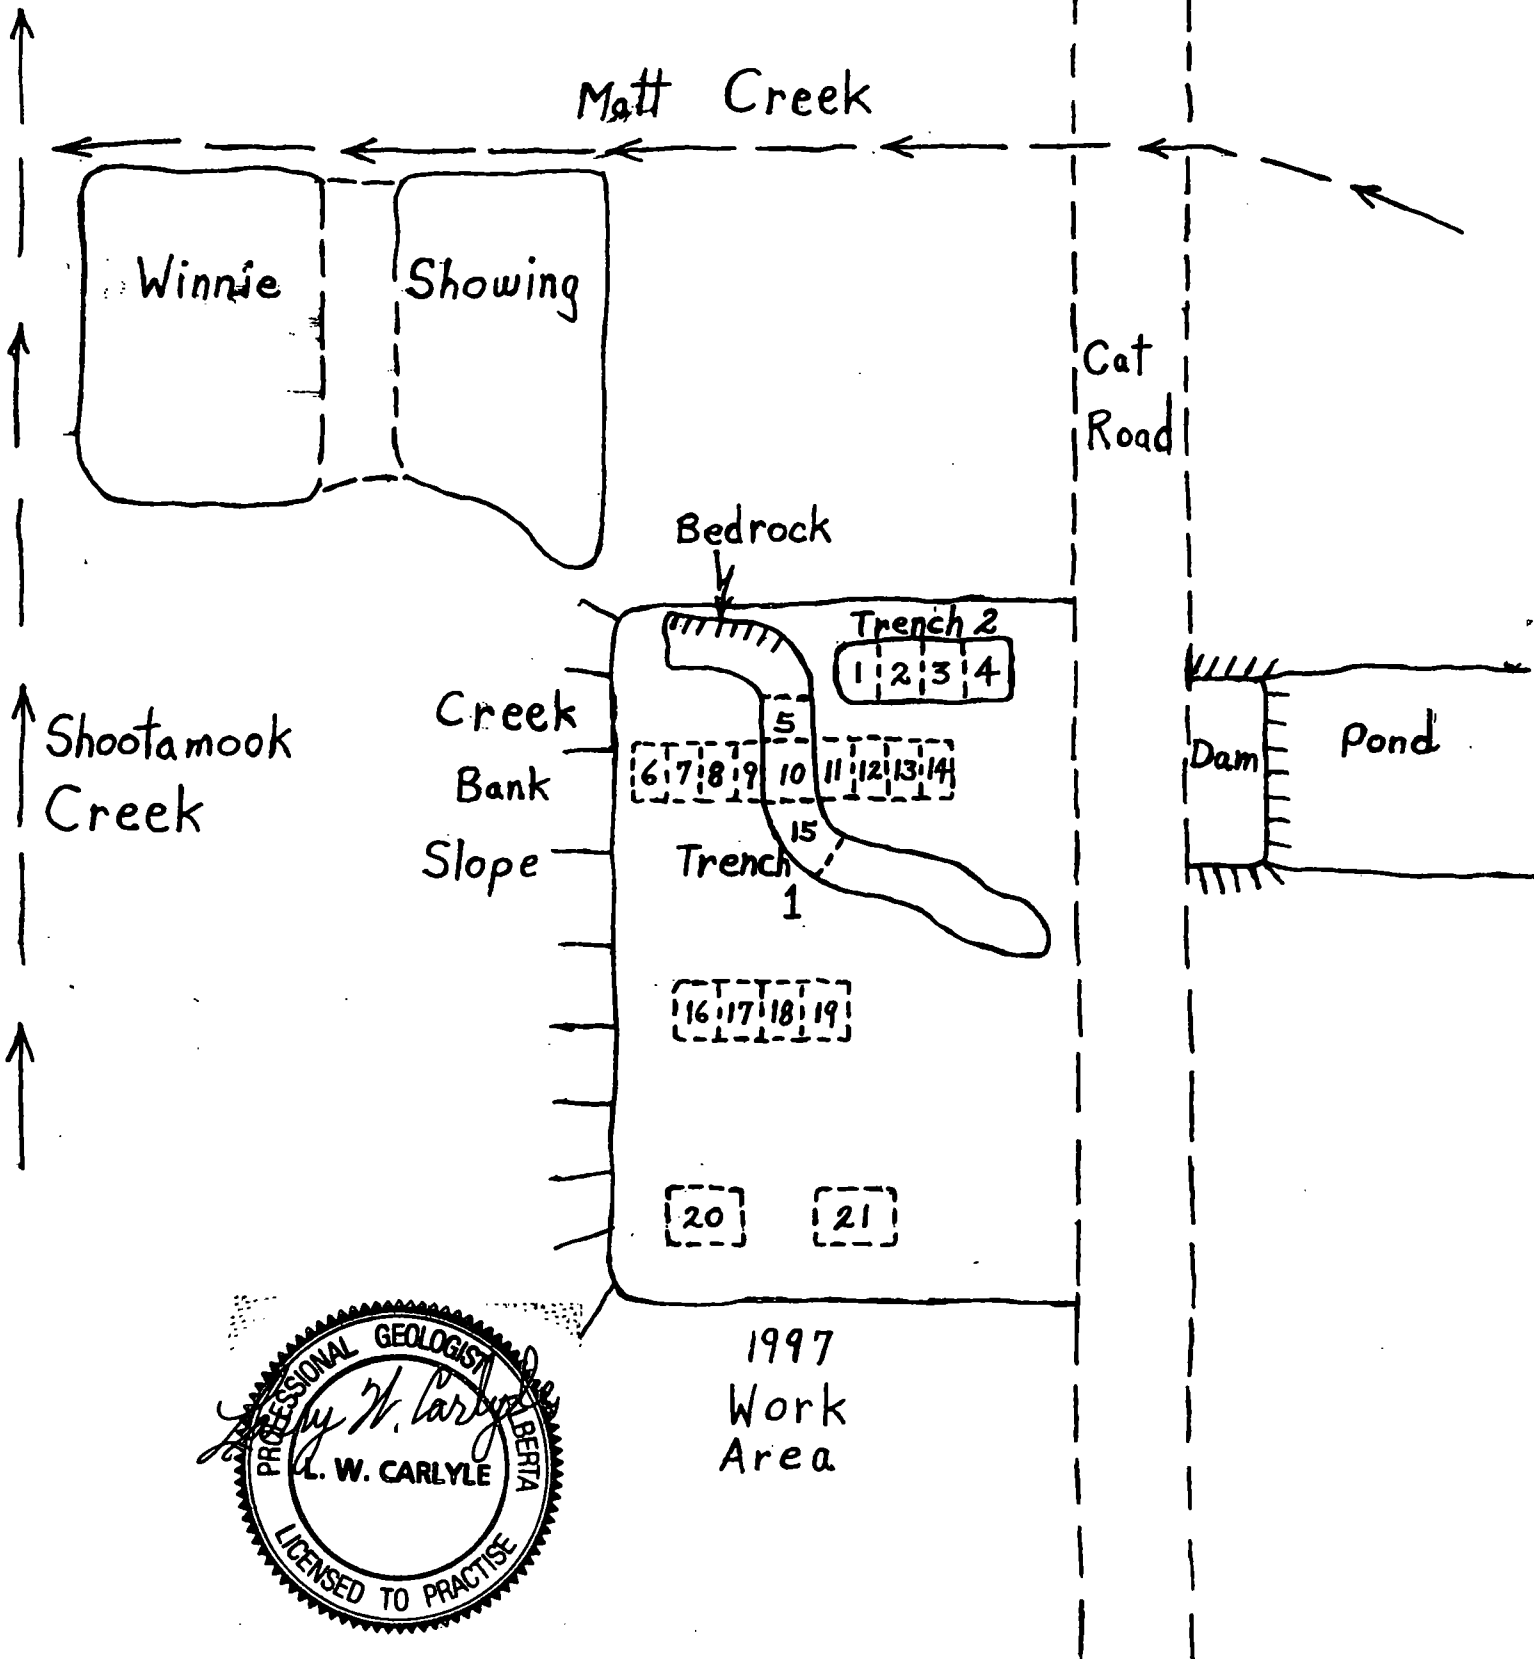 Matt Creek
Winnie Showing
Cat
Road
Bedrock
Trench 2
1 2 3 4
Creek
Bank
Slope
5
6 7 8 9 10 11 12 13 14
15
Trench
1
Shootamook
Creek
Dam
Pond
16 17 18 19
20 21
1997
Work
Area
PROFESSIONAL GEOLOGIST ALBERTA
L. W. CARLYLE
LICENSED TO PRACTISE